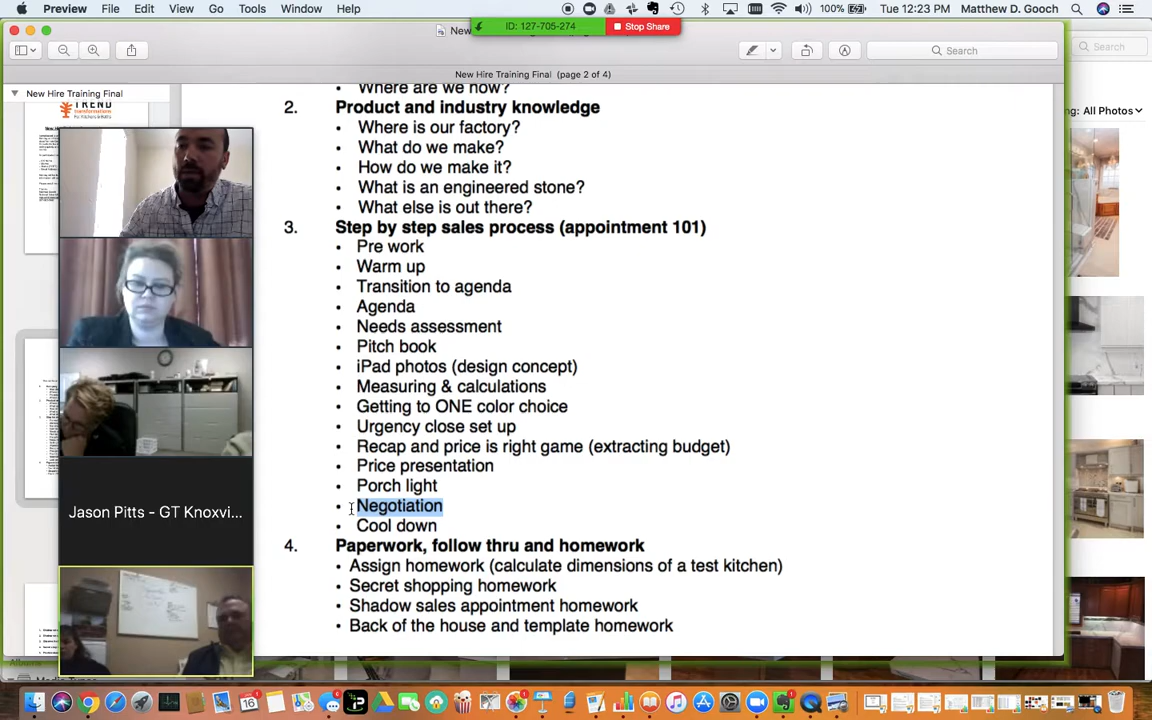 Preview File Edit View Go Tools Window Help
100% Tue 12:23 PM Matthew D. Gooch
ID: 127-705-274 Stop Share
New
Search
Search
New Hire Training Final (page 2 of 4)
New Hire Training Final
TREND
transformations
ng: All Photos
Where are we now?
2. Product and industry knowledge
• Where is our factory?
• What do we make?
• How do we make it?
• What is an engineered stone?
• What else is out there?
3. Step by step sales process (appointment 101)
• Pre work
• Warm up
• Transition to agenda
• Agenda
• Needs assessment
• Pitch book
• iPad photos (design concept)
• Measuring & calculations
• Getting to ONE color choice
• Urgency close set up
• Recap and price is right game (extracting budget)
• Price presentation
• Porch light
• Negotiation
• Cool down
4. Paperwork, follow thru and homework
• Assign homework (calculate dimensions of a test kitchen)
• Secret shopping homework
• Shadow sales appointment homework
• Back of the house and template homework
Jason Pitts - GT Knoxvi...